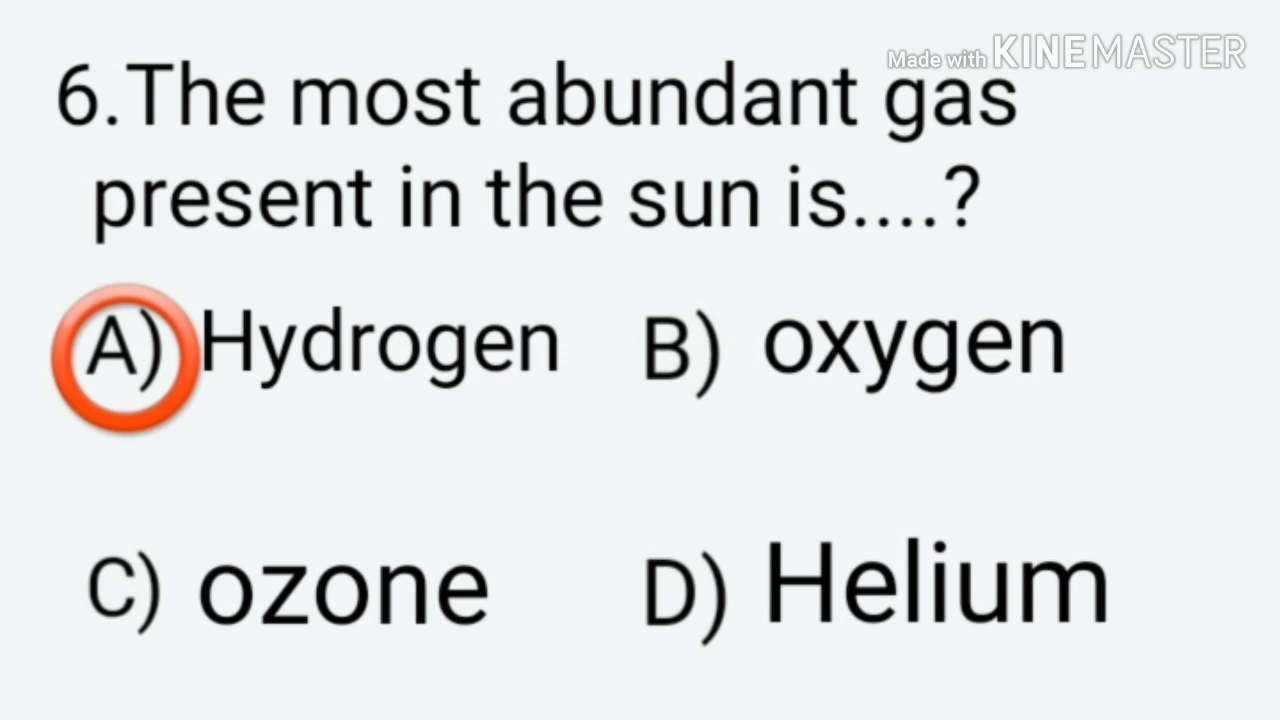 Made with KINEMASTER
6.The most abundant gas
present in the sun is....?
A) Hydrogen B) oxygen
C) ozone D) Helium